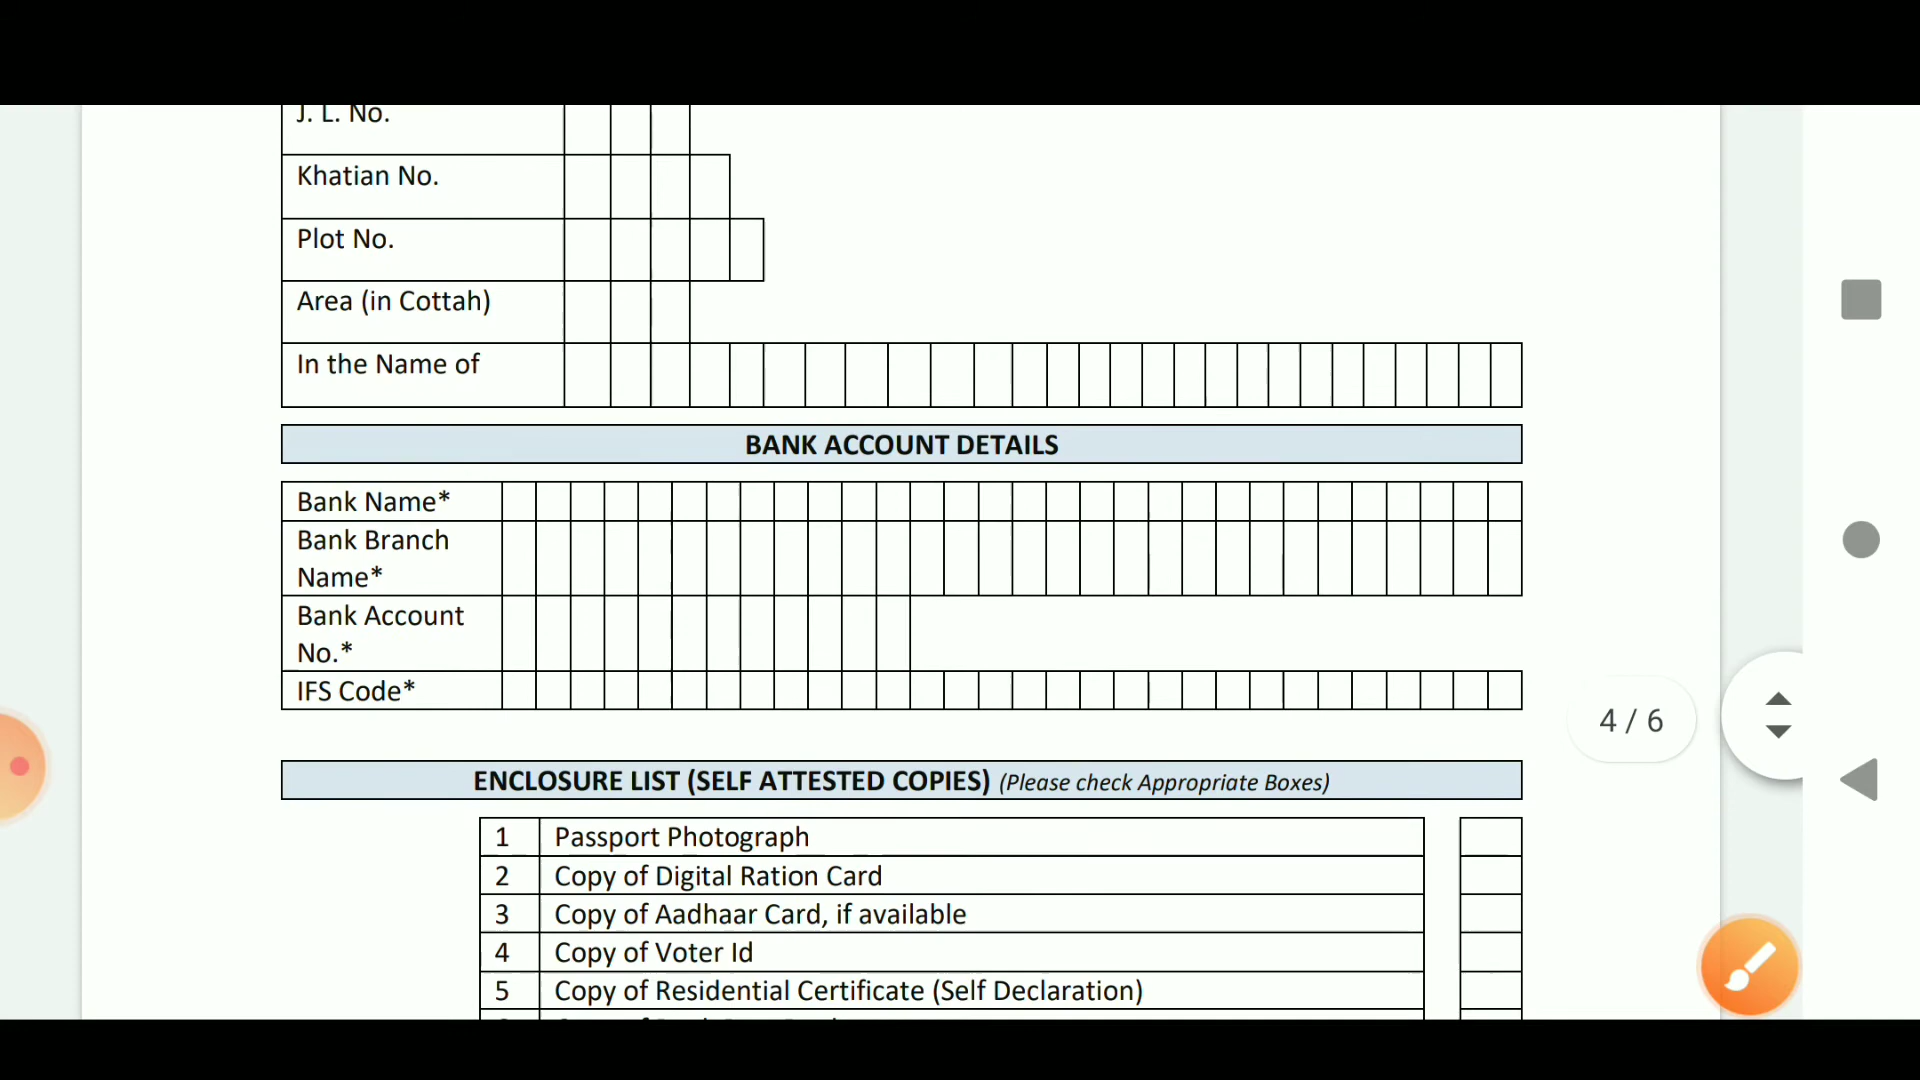 J. L. No.
Khatian No.
Plot No.
Area (in Cottah)
In the Name of
BANK ACCOUNT DETAILS
Bank Name*
Bank Branch
Name*
Bank Account
No.*
IFS Code*
4 / 6
ENCLOSURE LIST (SELF ATTESTED COPIES) (Please check Appropriate Boxes)
1 Passport Photograph
2 Copy of Digital Ration Card
3 Copy of Aadhaar Card, if available
4 Copy of Voter Id
5 Copy of Residential Certificate (Self Declaration)